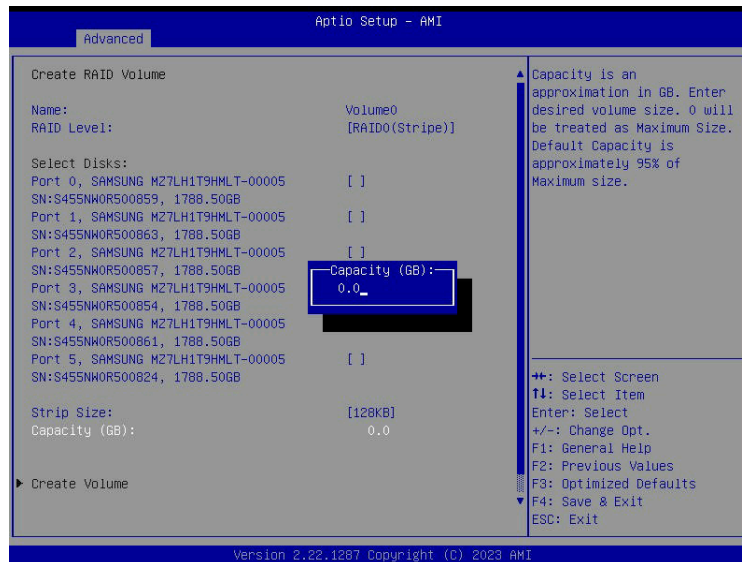 Aptio Setup - AMI
Advanced
Create RAID Volume
Name: Volume0
RAID Level: [RAID0(Stripe)]
Select Disks:
Port 0, SAMSUNG MZ7LH1T9HMLT-00005 [ ]
SN:S455NW0R500859, 1788.50GB
Port 1, SAMSUNG MZ7LH1T9HMLT-00005 [ ]
SN:S455NW0R500863, 1788.50GB
Port 2, SAMSUNG MZ7LH1T9HMLT-00005 [ ]
SN:S455NW0R500857, 1788.50GB
Port 3, SAMSUNG MZ7LH1T9HMLT-00005
SN:S455NW0R500854, 1788.50GB
Port 4, SAMSUNG MZ7LH1T9HMLT-00005
SN:S455NW0R500861, 1788.50GB
Port 5, SAMSUNG MZ7LH1T9HMLT-00005 [ ]
SN:S455NW0R500824, 1788.50GB
Strip Size: [128KB]
Capacity (GB): 0.0
Create Volume
Capacity (GB):
0.0_
Capacity is an
approximation in GB. Enter
desired volume size. 0 will
be treated as Maximum Size.
Default Capacity is
approximately 95% of
Maximum size.
→←: Select Screen
↑↓: Select Item
Enter: Select
+/-: Change Opt.
F1: General Help
F2: Previous Values
F3: Optimized Defaults
F4: Save & Exit
ESC: Exit
Version 2.22.1287 Copyright (C) 2023 AMI